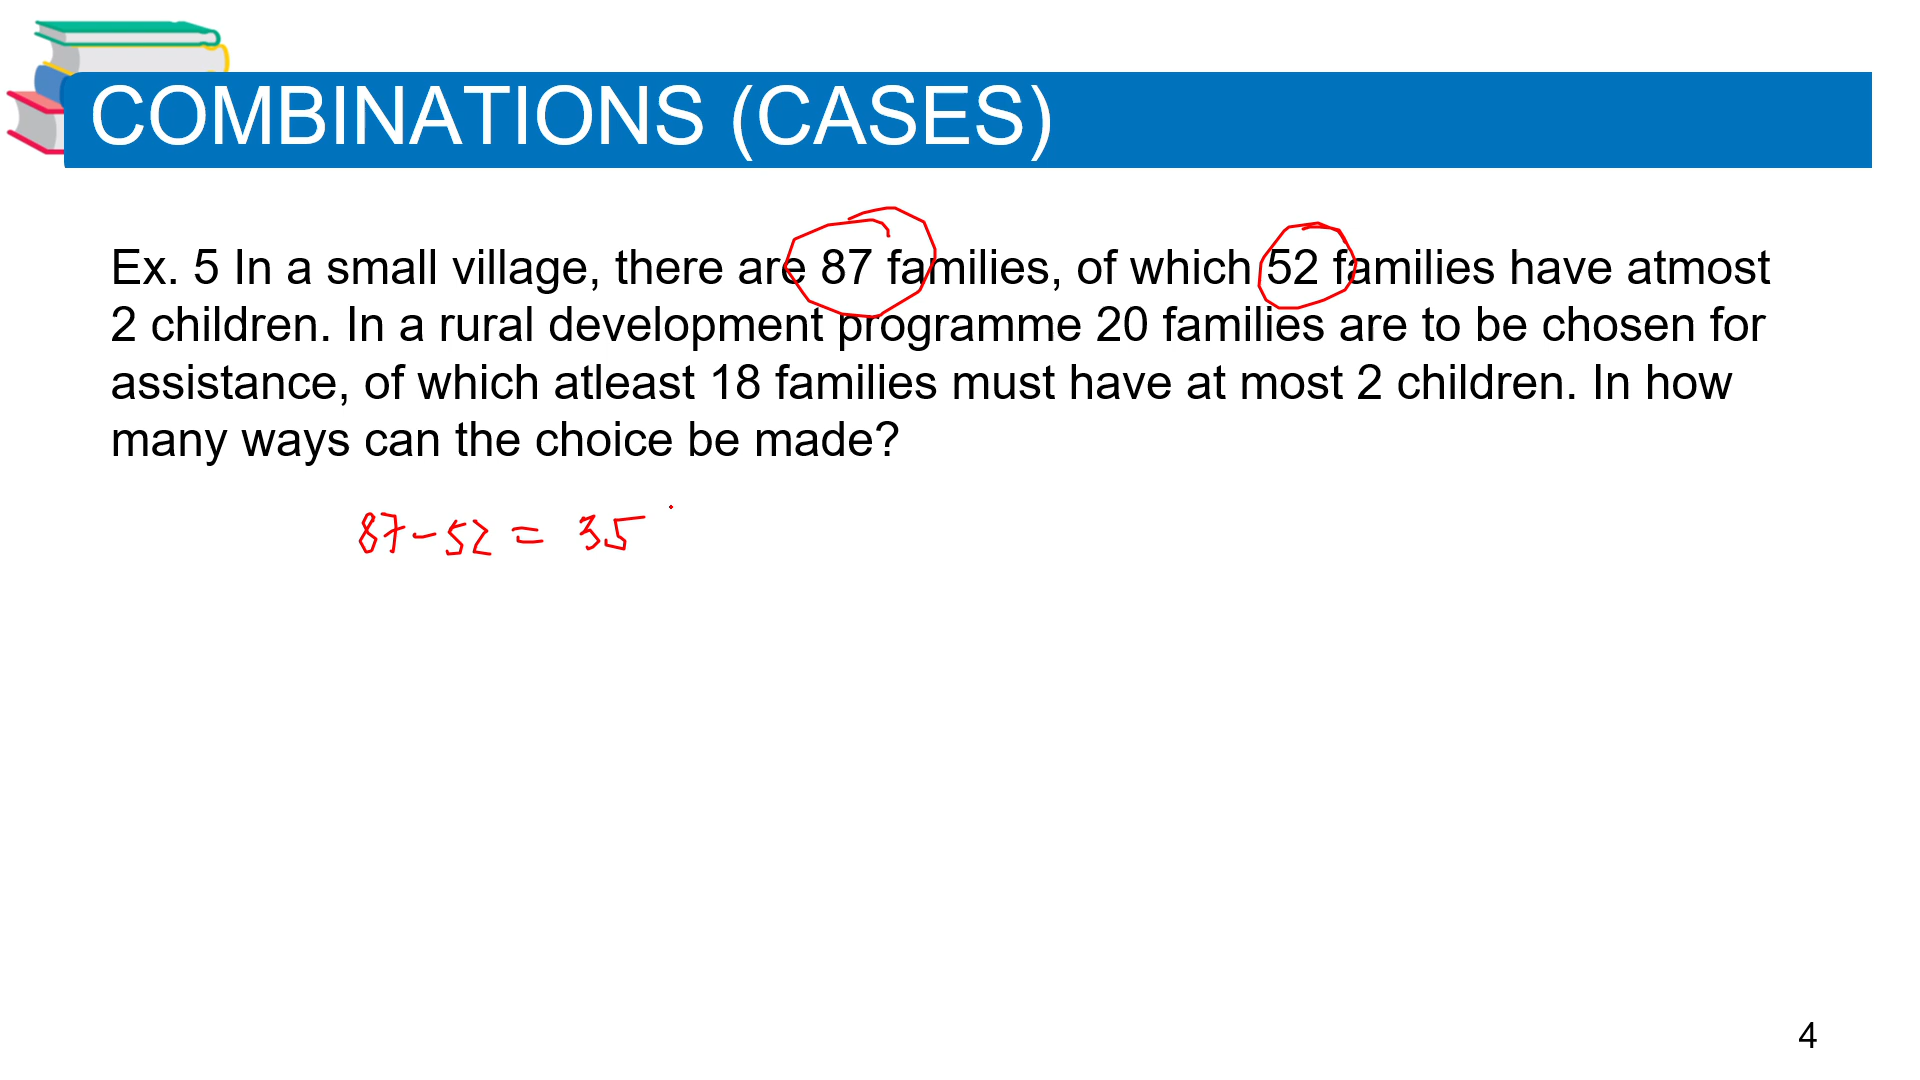 COMBINATIONS (CASES)
Ex. 5 In a small village, there are 87 families, of which 52 families have atmost
2 children. In a rural development programme 20 families are to be chosen for
assistance, of which atleast 18 families must have at most 2 children. In how
many ways can the choice be made?
87-52 = 35
4